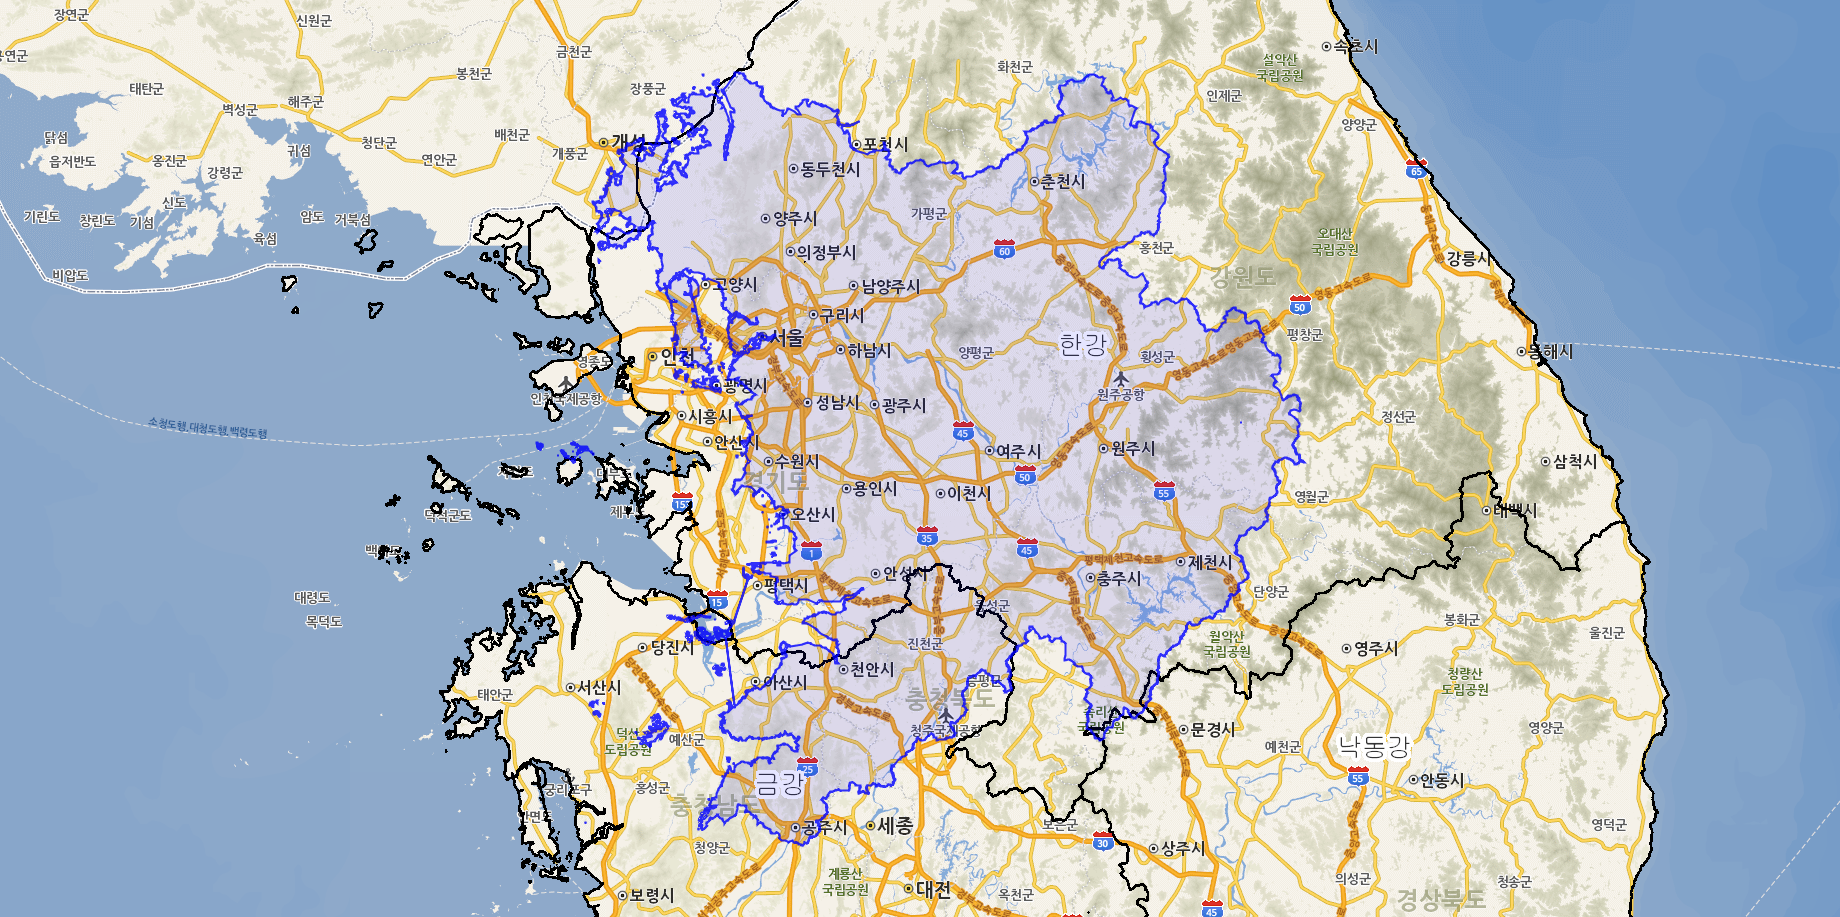 장연군
신원군
금천군
봉천군
태탄군
벽성군
해주군
장풍군
화천군
속초시
설악산
국립공원
인제군
양양군
닭섬
읍저반도
옹진군
강령군
귀섬
청단군
연안군
배천군
개풍군
포천시
동두천시
춘천시
65
기린도
창린도
기섬
신도
암도
거북섬
육섬
비압도
양주시
의정부시
가평군
60
홍천군
강원도
오대산
국립공원
강릉시
50
고양시
남양주시
구리시
서울
하남시
양평군
한강
횡성군
평창군
동해시
인천
영종도
인천국제공항
광명시
시흥시
안산시
성남시
광주시
원주공항
정선군
소청도행,대청도행,백령도행
45
여주시
원주시
50
55
영월군
삼척시
태백시
수원시
경기도
용인시
이천시
오산시
15
1
35
45
덕적군도
대령도
목덕도
평택시
안성시
평택제천고속도로
충주시
제천시
단양군
음성군
진천군
15
당진시
서산시
태안군
아산시
천안시
충청북도
증평군
청주국제공항
월악산
국립공원
영주시
봉화군
울진군
청량산
도립공원
영양군
덕산
도립공원
예산군
홍성군
충청남도
금강
25
문경시
예천군
낙동강
55
안동시
영덕군
공주시
세종
청양군
계룡산
국립공원
대전
옥천군
보은군
30
상주시
의성군
청송군
경상북도
45
보령시